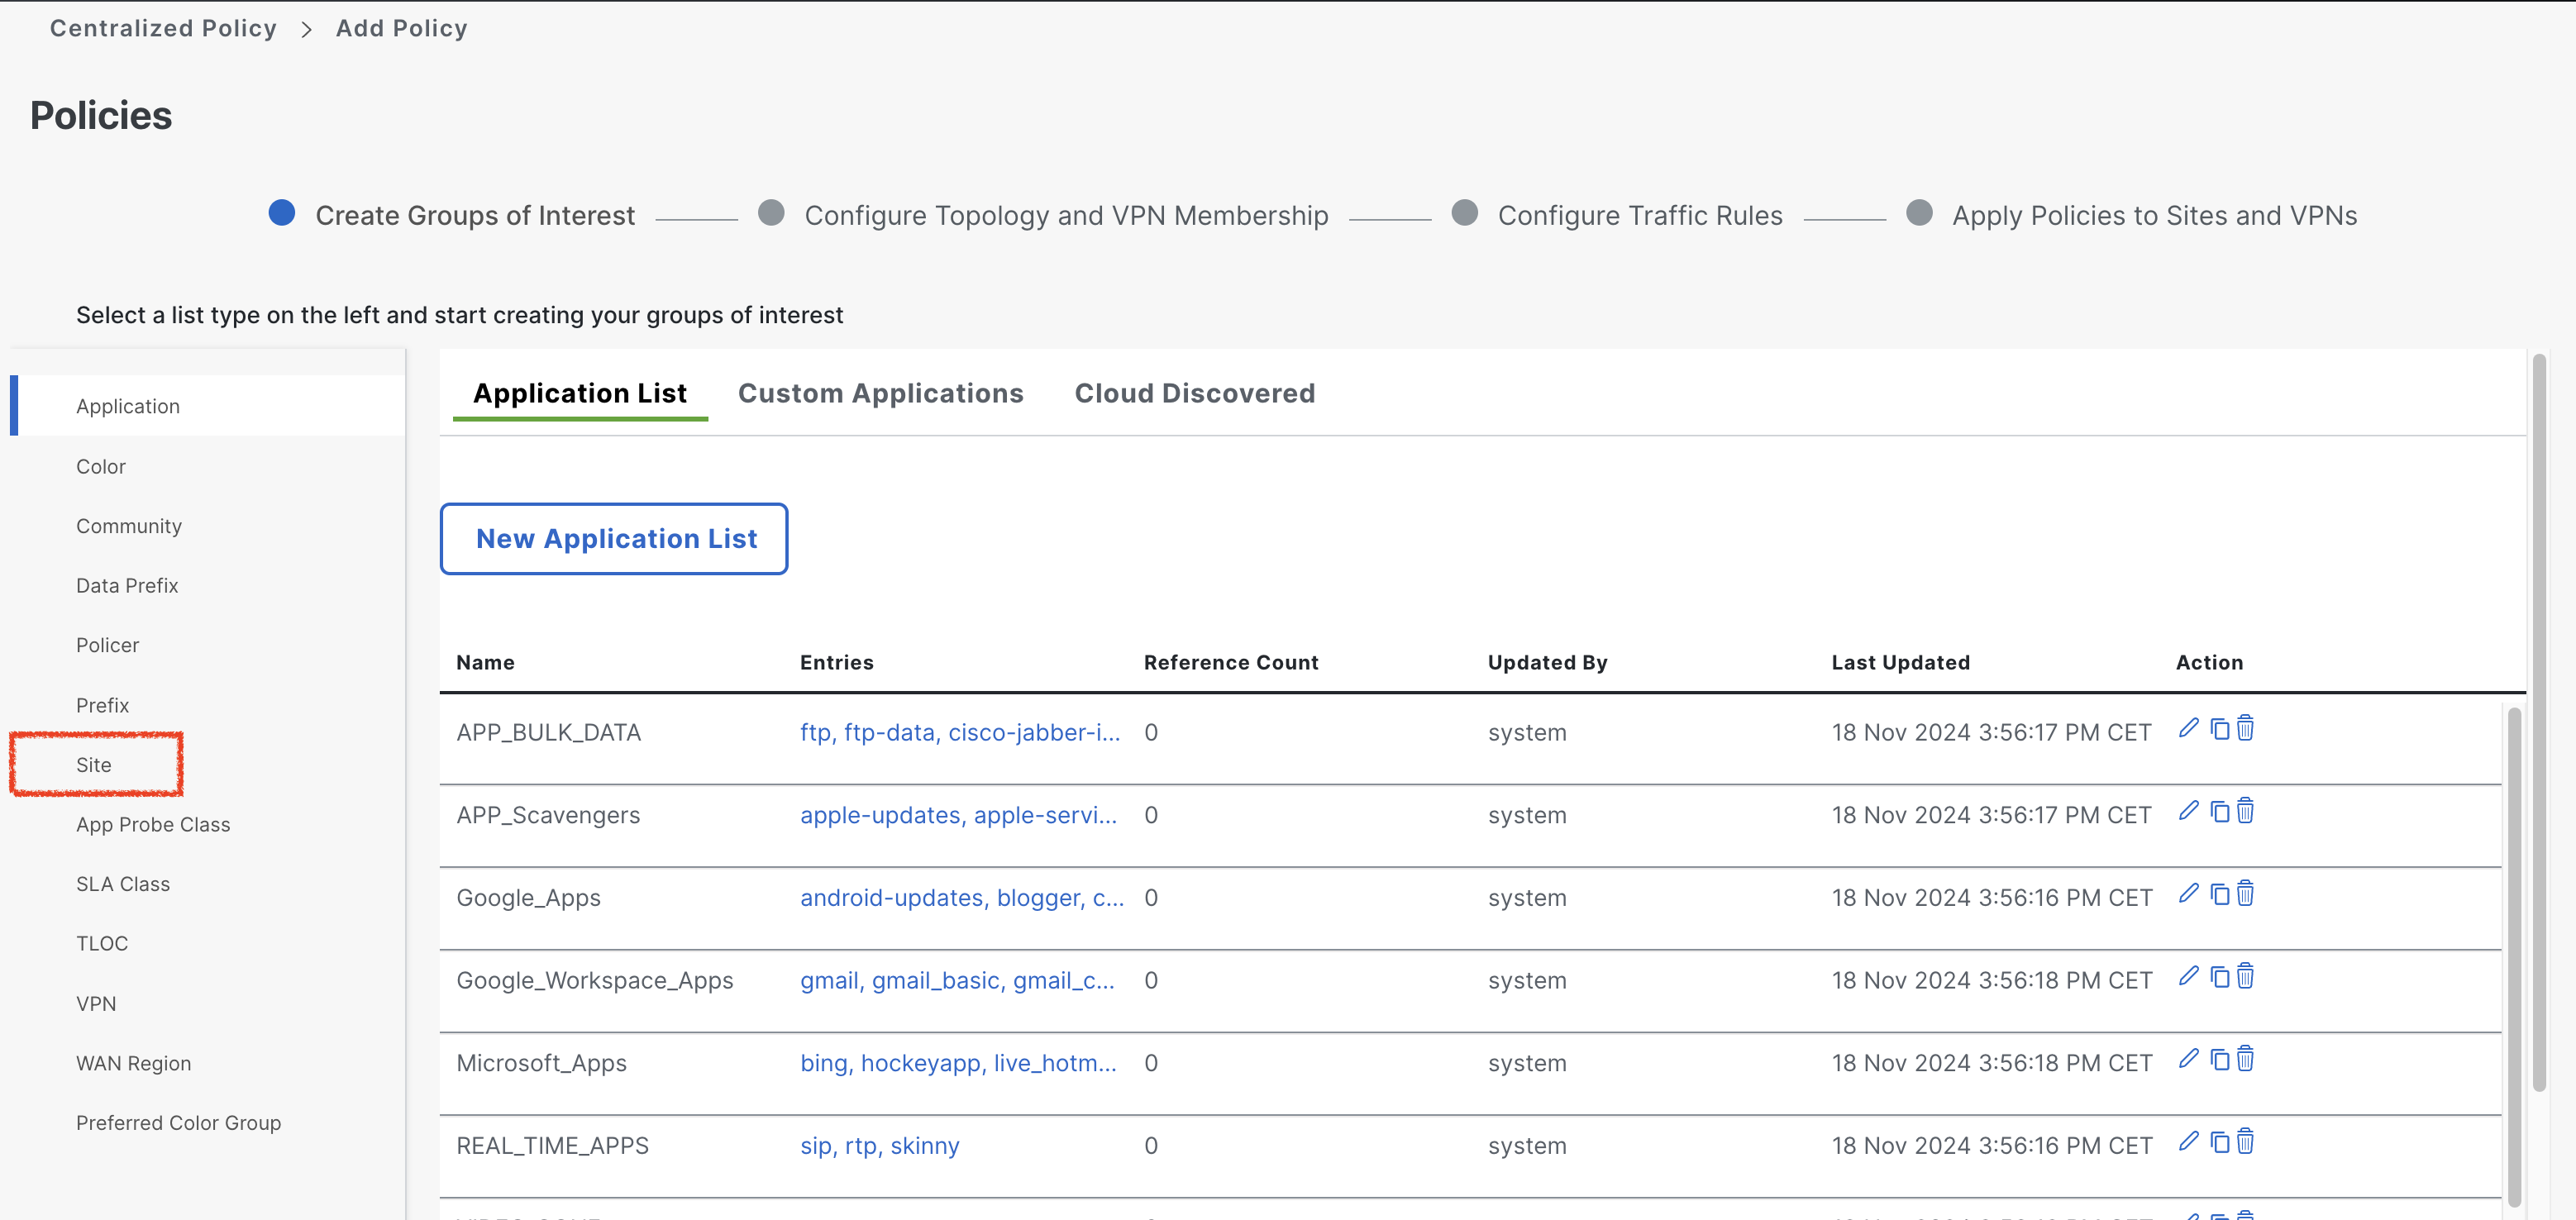 Centralized Policy > Add Policy
Policies
Create Groups of Interest Configure Topology and VPN Membership Configure Traffic Rules Apply Policies to Sites and VPNs
Select a list type on the left and start creating your groups of interest
Application
Color
Community
Data Prefix
Policer
Prefix
Site
App Probe Class
SLA Class
TLOC
VPN
WAN Region
Preferred Color Group
Application List Custom Applications Cloud Discovered
New Application List
Name Entries Reference Count Updated By Last Updated Action
APP_BULK_DATA ftp, ftp-data, cisco-jabber-i... 0 system 18 Nov 2024 3:56:17 PM CET
APP_Scavengers apple-updates, apple-servi... 0 system 18 Nov 2024 3:56:17 PM CET
Google_Apps android-updates, blogger, c... 0 system 18 Nov 2024 3:56:16 PM CET
Google_Workspace_Apps gmail, gmail_basic, gmail_c... 0 system 18 Nov 2024 3:56:18 PM CET
Microsoft_Apps bing, hockeyapp, live_hotm... 0 system 18 Nov 2024 3:56:18 PM CET
REAL_TIME_APPS sip, rtp, skinny 0 system 18 Nov 2024 3:56:16 PM CET